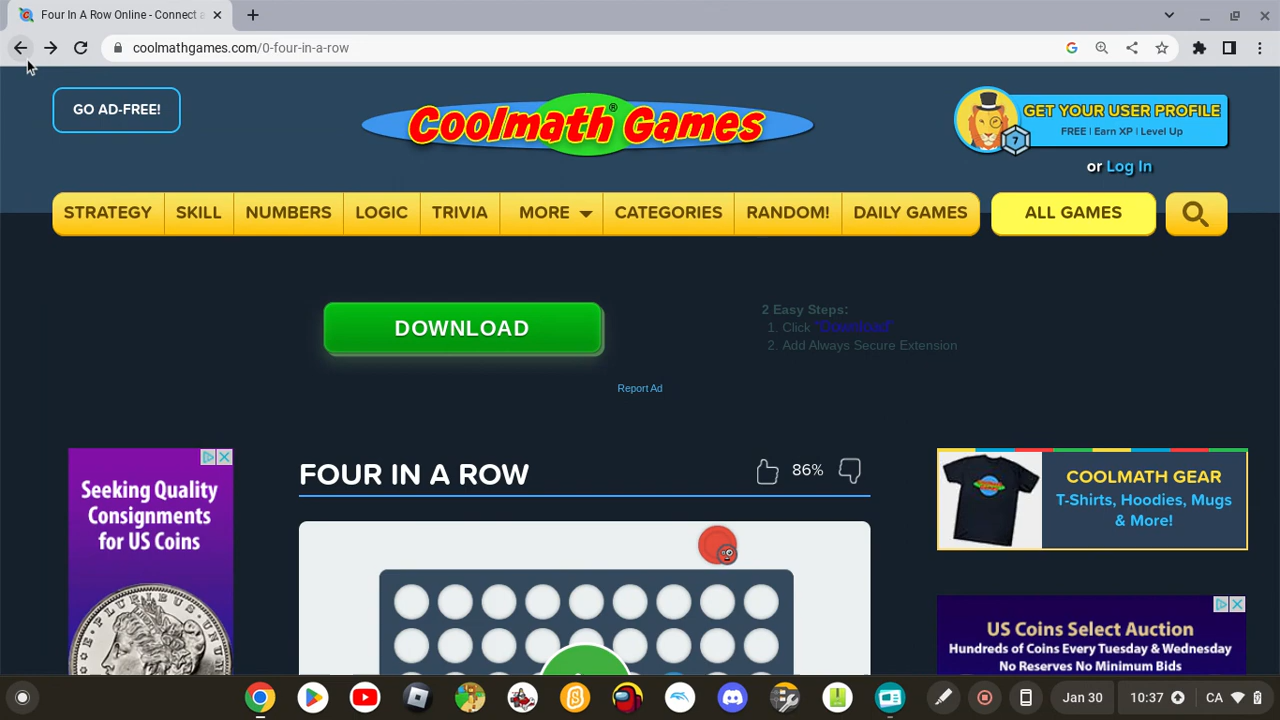 Four In A Row Online - Connect a
coolmathgames.com/0-four-in-a-row
GO AD-FREE!
Coolmath Games®
GET YOUR USER PROFILE
FREE | Earn XP | Level Up
7
or Log In
STRATEGY SKILL NUMBERS LOGIC TRIVIA MORE CATEGORIES RANDOM! DAILY GAMES ALL GAMES
DOWNLOAD
2 Easy Steps:
1. Click "Download"
2. Add Always Secure Extension
Report Ad
Seeking Quality
Consignments
for US Coins
E PLURIBUS UNUM
FOUR IN A ROW
86%
COOLMATH GEAR
T-Shirts, Hoodies, Mugs
& More!
US Coins Select Auction
Hundreds of Coins Every Tuesday & Wednesday
No Reserves No Minimum Bids
Jan 30
10:37
CA